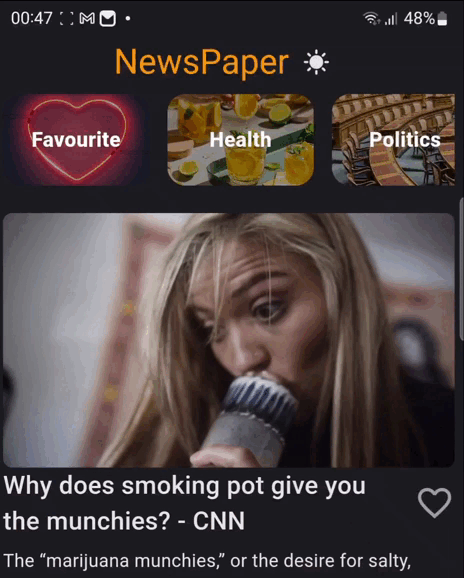 00:47 48%
NewsPaper
Favourite Health Politics
Why does smoking pot give you
the munchies? - CNN
The “marijuana munchies,” or the desire for salty,